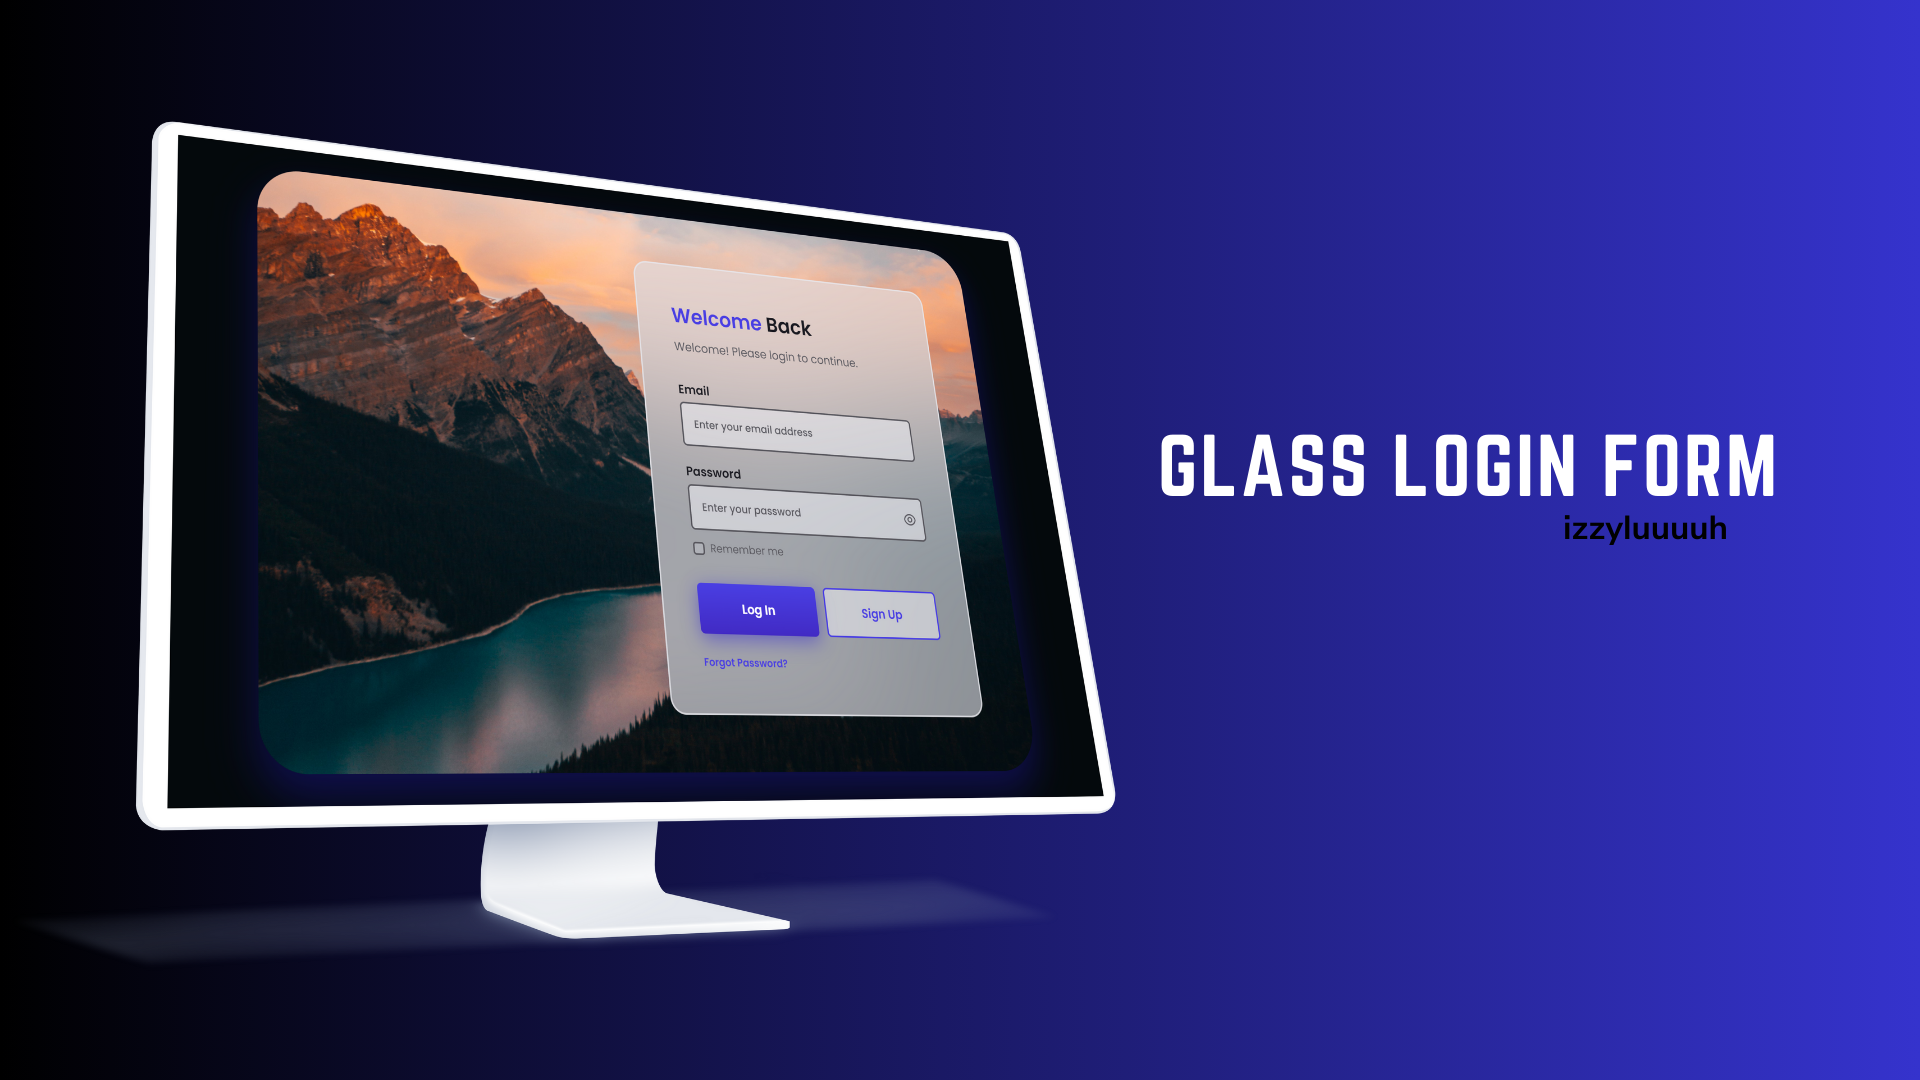 Welcome Back
Welcome! Please login to continue.
Email
Enter your email address
Password
Enter your password
Remember me
Log In
Sign Up
Forgot Password?
GLASS LOGIN FORM
izzyluuuuh